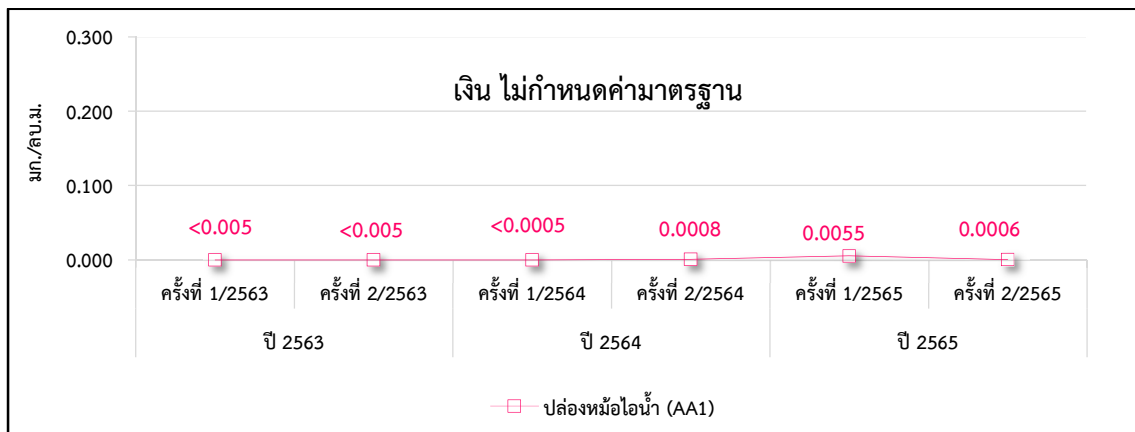 0.300
เงิน ไม่กำหนดค่ามาตรฐาน
0.200
มก./ลบ.ม.
0.100
<0.005 <0.005 <0.0005 0.0008 0.0055 0.0006
0.000
ครั้งที่ 1/2563 ครั้งที่ 2/2563 ครั้งที่ 1/2564 ครั้งที่ 2/2564 ครั้งที่ 1/2565 ครั้งที่ 2/2565
ปี 2563 ปี 2564 ปี 2565
ปล่องหม้อไอน้ำ (AA1)